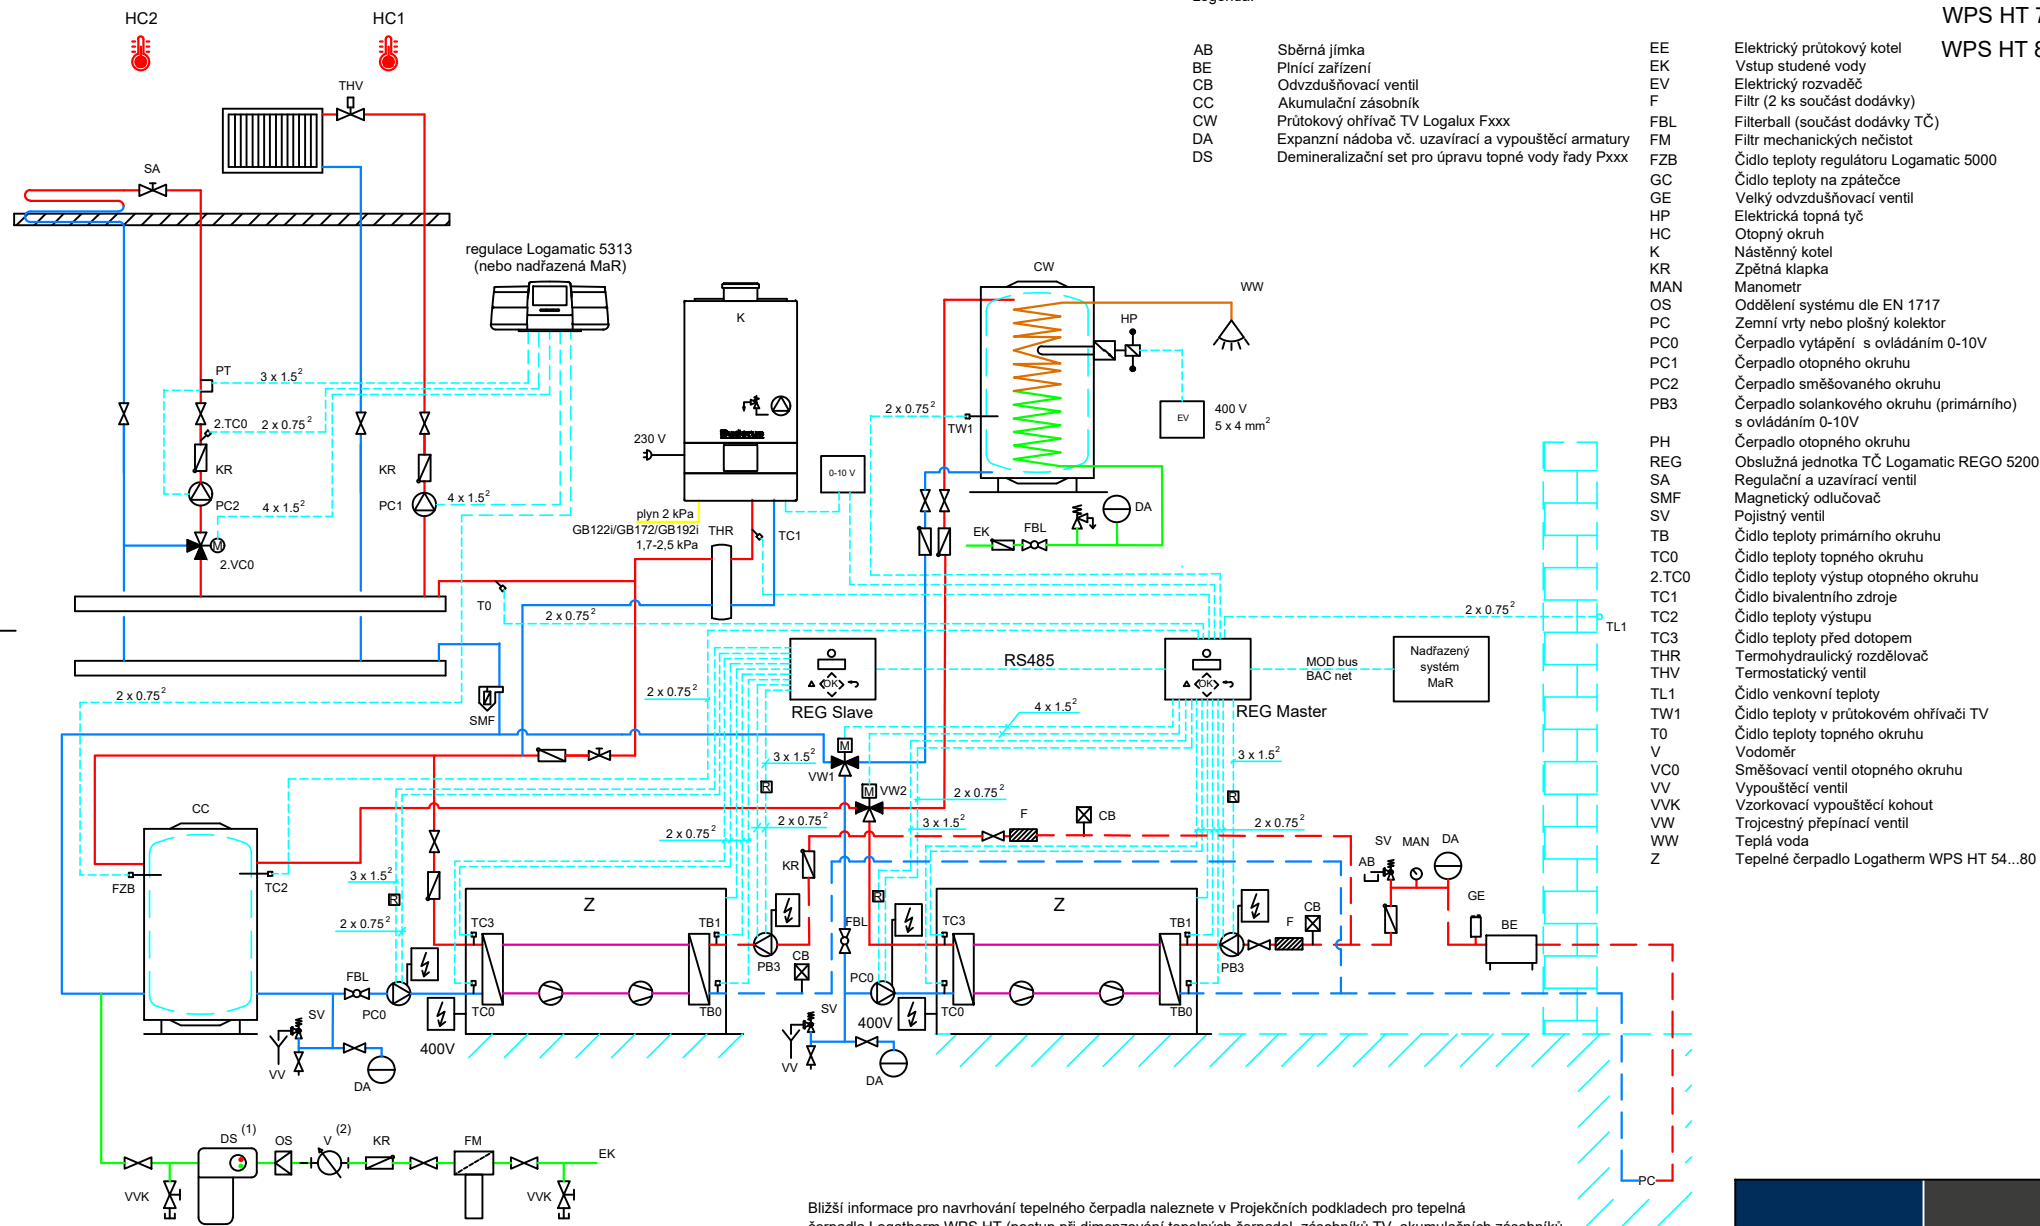 HC2
HC1
THV
SA
regulace Logamatic 5313
(nebo nadřazená MaR)
PT
3 x 1.5²
2.TC0
2 x 0.75²
KR
KR
PC2
4 x 1.5²
PC1
4 x 1.5²
M
2.VC0
K
Buderus
230 V
plyn 2 kPa
GB122i/GB172/GB192i
1,7-2,5 kPa
THR
TC1
0-10 V
T0
2 x 0.75²
CW
WW
HP
2 x 0.75²
TW1
EV
400 V
5 x 4 mm²
EK
FBL
DA
2 x 0.75²
TL1
2 x 0.75²
SMF
2 x 0.75²
OK
REG Slave
RS485
OK
REG Master
MOD bus
BAC net
Nadřazený
systém
MaR
4 x 1.5²
M
VW1
3 x 1.5²
R
M
VW2
2 x 0.75²
3 x 1.5²
R
CC
FZB
TC2
2 x 0.75²
2 x 0.75²
3 x 1.5²
F
CB
2 x 0.75²
3 x 1.5²
R
2 x 0.75²
KR
R
AB
SV
MAN
DA
Z
TC3
TB1
TC0
TB0
PB3
CB
FBL
PC0
Z
TC3
TB1
TC0
TB0
PB3
F
CB
GE
BE
FBL
PC0
SV
VV
DA
400V
SV
VV
DA
400V
DS
(1)
OS
V
(2)
KR
FM
EK
VVK
VVK
PC
AB Sběrná jímka
BE Plnící zařízení
CB Odvzdušňovací ventil
CC Akumulační zásobník
CW Průtokový ohřívač TV Logalux Fxxx
DA Expanzní nádoba vč. uzavírací a vypouštěcí armatury
DS Demineralizační set pro úpravu topné vody řady Pxxx
WPS HT
WPS HT
EE Elektrický průtokový kotel
EK Vstup studené vody
EV Elektrický rozvaděč
F Filtr (2 ks součást dodávky)
FBL Filterball (součást dodávky TČ)
FM Filtr mechanických nečistot
FZB Čidlo teploty regulátoru Logamatic 5000
GC Čidlo teploty na zpátečce
GE Velký odvzdušňovací ventil
HP Elektrická topná tyč
HC Otopný okruh
K Nástěnný kotel
KR Zpětná klapka
MAN Manometr
OS Oddělení systému dle EN 1717
PC Zemní vrty nebo plošný kolektor
PC0 Čerpadlo vytápění s ovládáním 0-10V
PC1 Čerpadlo otopného okruhu
PC2 Čerpadlo směšovaného okruhu
PB3 Čerpadlo solankového okruhu (primárního)
s ovládáním 0-10V
PH Čerpadlo otopného okruhu
REG Obslužná jednotka TČ Logamatic REGO 5200
SA Regulační a uzavírací ventil
SMF Magnetický odlučovač
SV Pojistný ventil
TB Čidlo teploty primárního okruhu
TC0 Čidlo teploty topného okruhu
2.TC0 Čidlo teploty výstup otopného okruhu
TC1 Čidlo bivalentního zdroje
TC2 Čidlo teploty výstupu
TC3 Čidlo teploty před dotopem
THR Termohydraulický rozdělovač
THV Termostatický ventil
TL1 Čidlo venkovní teploty
TW1 Čidlo teploty v průtokovém ohřívači TV
T0 Čidlo teploty topného okruhu
V Vodoměr
VC0 Směšovací ventil otopného okruhu
VV Vypouštěcí ventil
VVK Vzorkovací vypouštěcí kohout
VW Trojcestný přepínací ventil
WW Teplá voda
Z Tepelné čerpadlo Logatherm WPS HT 54...80
Bližší informace pro navrhování tepelného čerpadla naleznete v Projekčních podkladech pro tepelná
čerpadla Logatherm WPS HT (postup při dimenzování tepelných čerpadel, zásobníků TV, akumulačních zásobníků